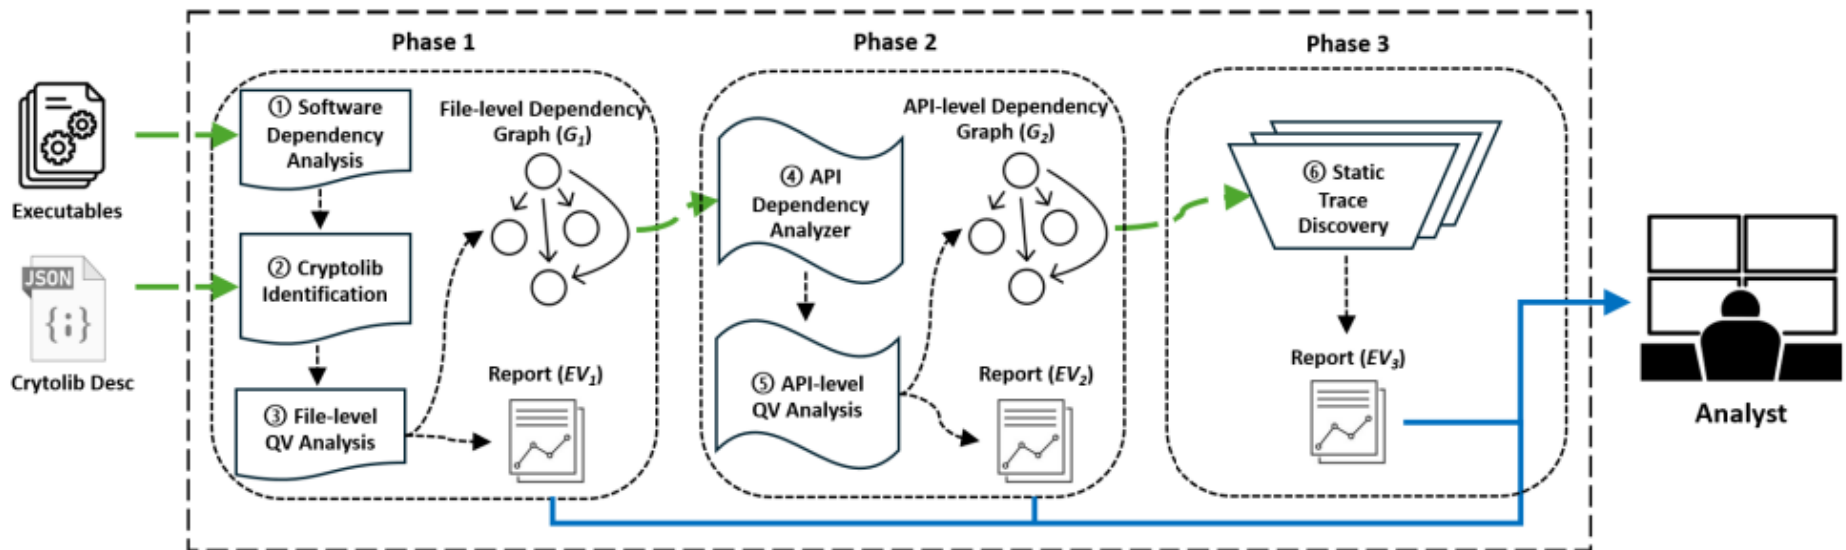 Phase 1
Phase 2
Phase 3
Executables
JSON
{;}
Crytolib Desc
① Software
Dependency
Analysis
② Cryptolib
Identification
③ File-level
QV Analysis
File-level Dependency
Graph (G₁)
Report (EV₁)
④ API
Dependency
Analyzer
⑤ API-level
QV Analysis
API-level Dependency
Graph (G₂)
Report (EV₂)
⑥ Static
Trace
Discovery
Report (EV₃)
Analyst